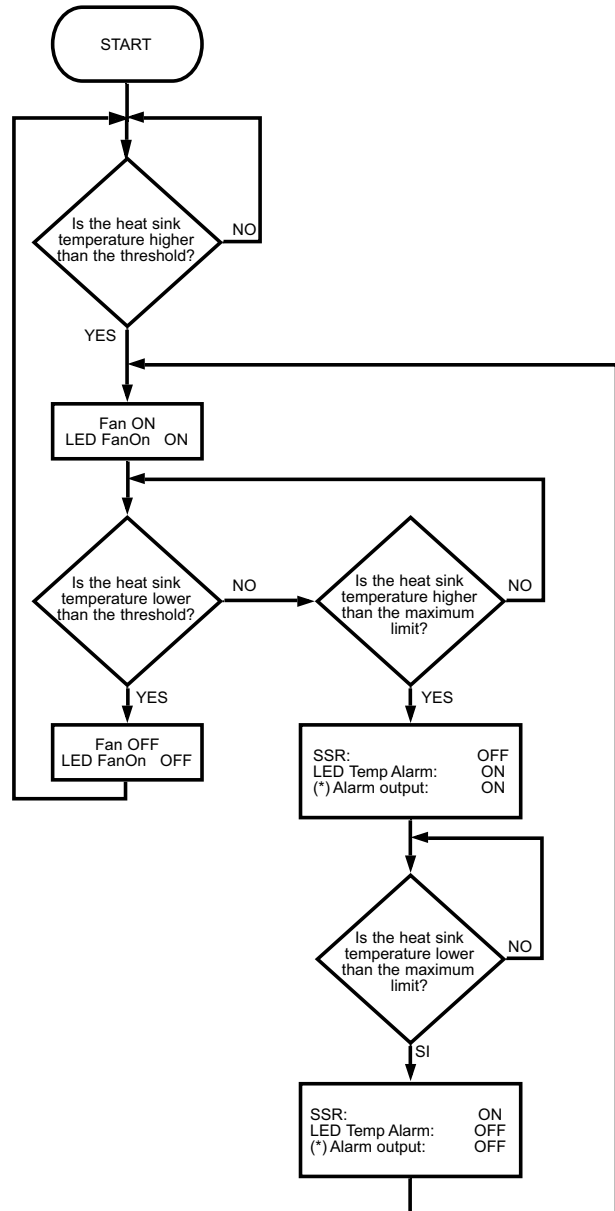 START
Is the heat sink
temperature higher
than the threshold?
NO
YES
Fan ON
LED FanOn ON
Is the heat sink
temperature lower
than the threshold?
NO
Is the heat sink
temperature higher
than the maximum
limit?
NO
YES
YES
Fan OFF
LED FanOn OFF
SSR: OFF
LED Temp Alarm: ON
(*) Alarm output: ON
Is the heat sink
temperature lower
than the maximum
limit?
NO
SI
SSR: ON
LED Temp Alarm: OFF
(*) Alarm output: OFF